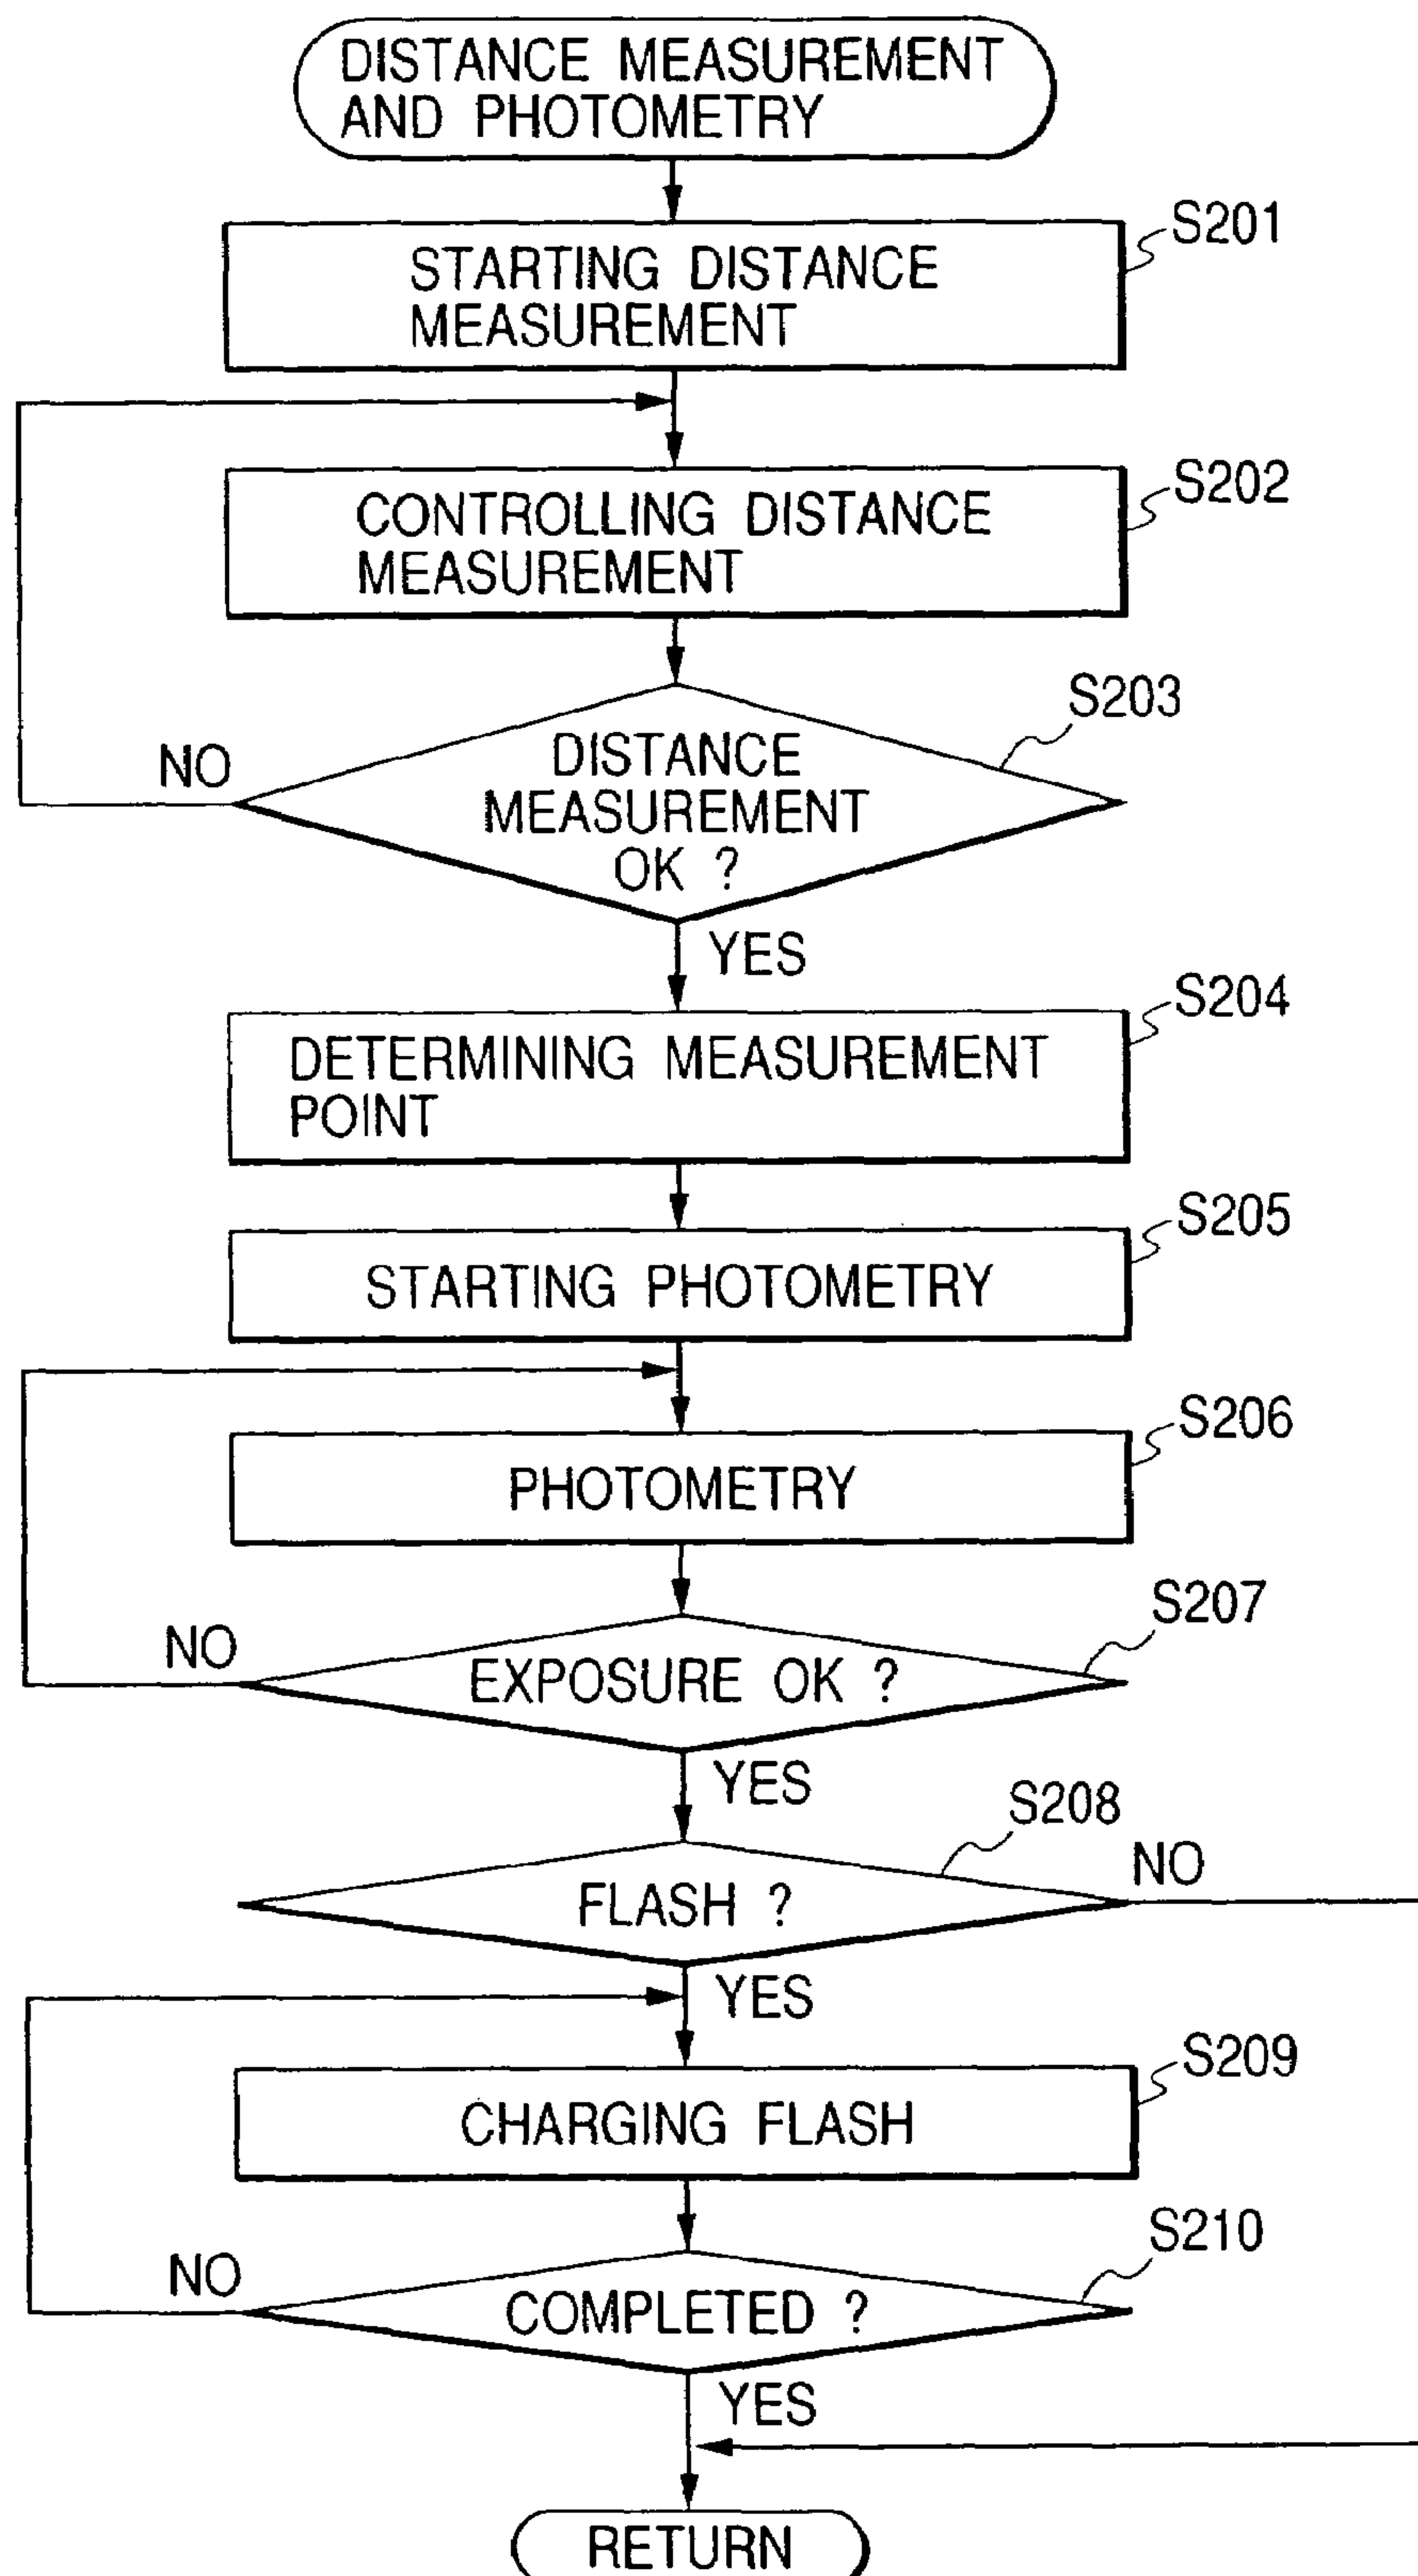 DISTANCE MEASUREMENT
AND PHOTOMETRY
S201
STARTING DISTANCE
MEASUREMENT
S202
CONTROLLING DISTANCE
MEASUREMENT
S203
NO
DISTANCE
MEASUREMENT
OK ?
YES
S204
DETERMINING MEASUREMENT
POINT
S205
STARTING PHOTOMETRY
S206
PHOTOMETRY
S207
NO
EXPOSURE OK ?
YES
S208
NO
FLASH ?
YES
S209
CHARGING FLASH
S210
NO
COMPLETED ?
YES
RETURN